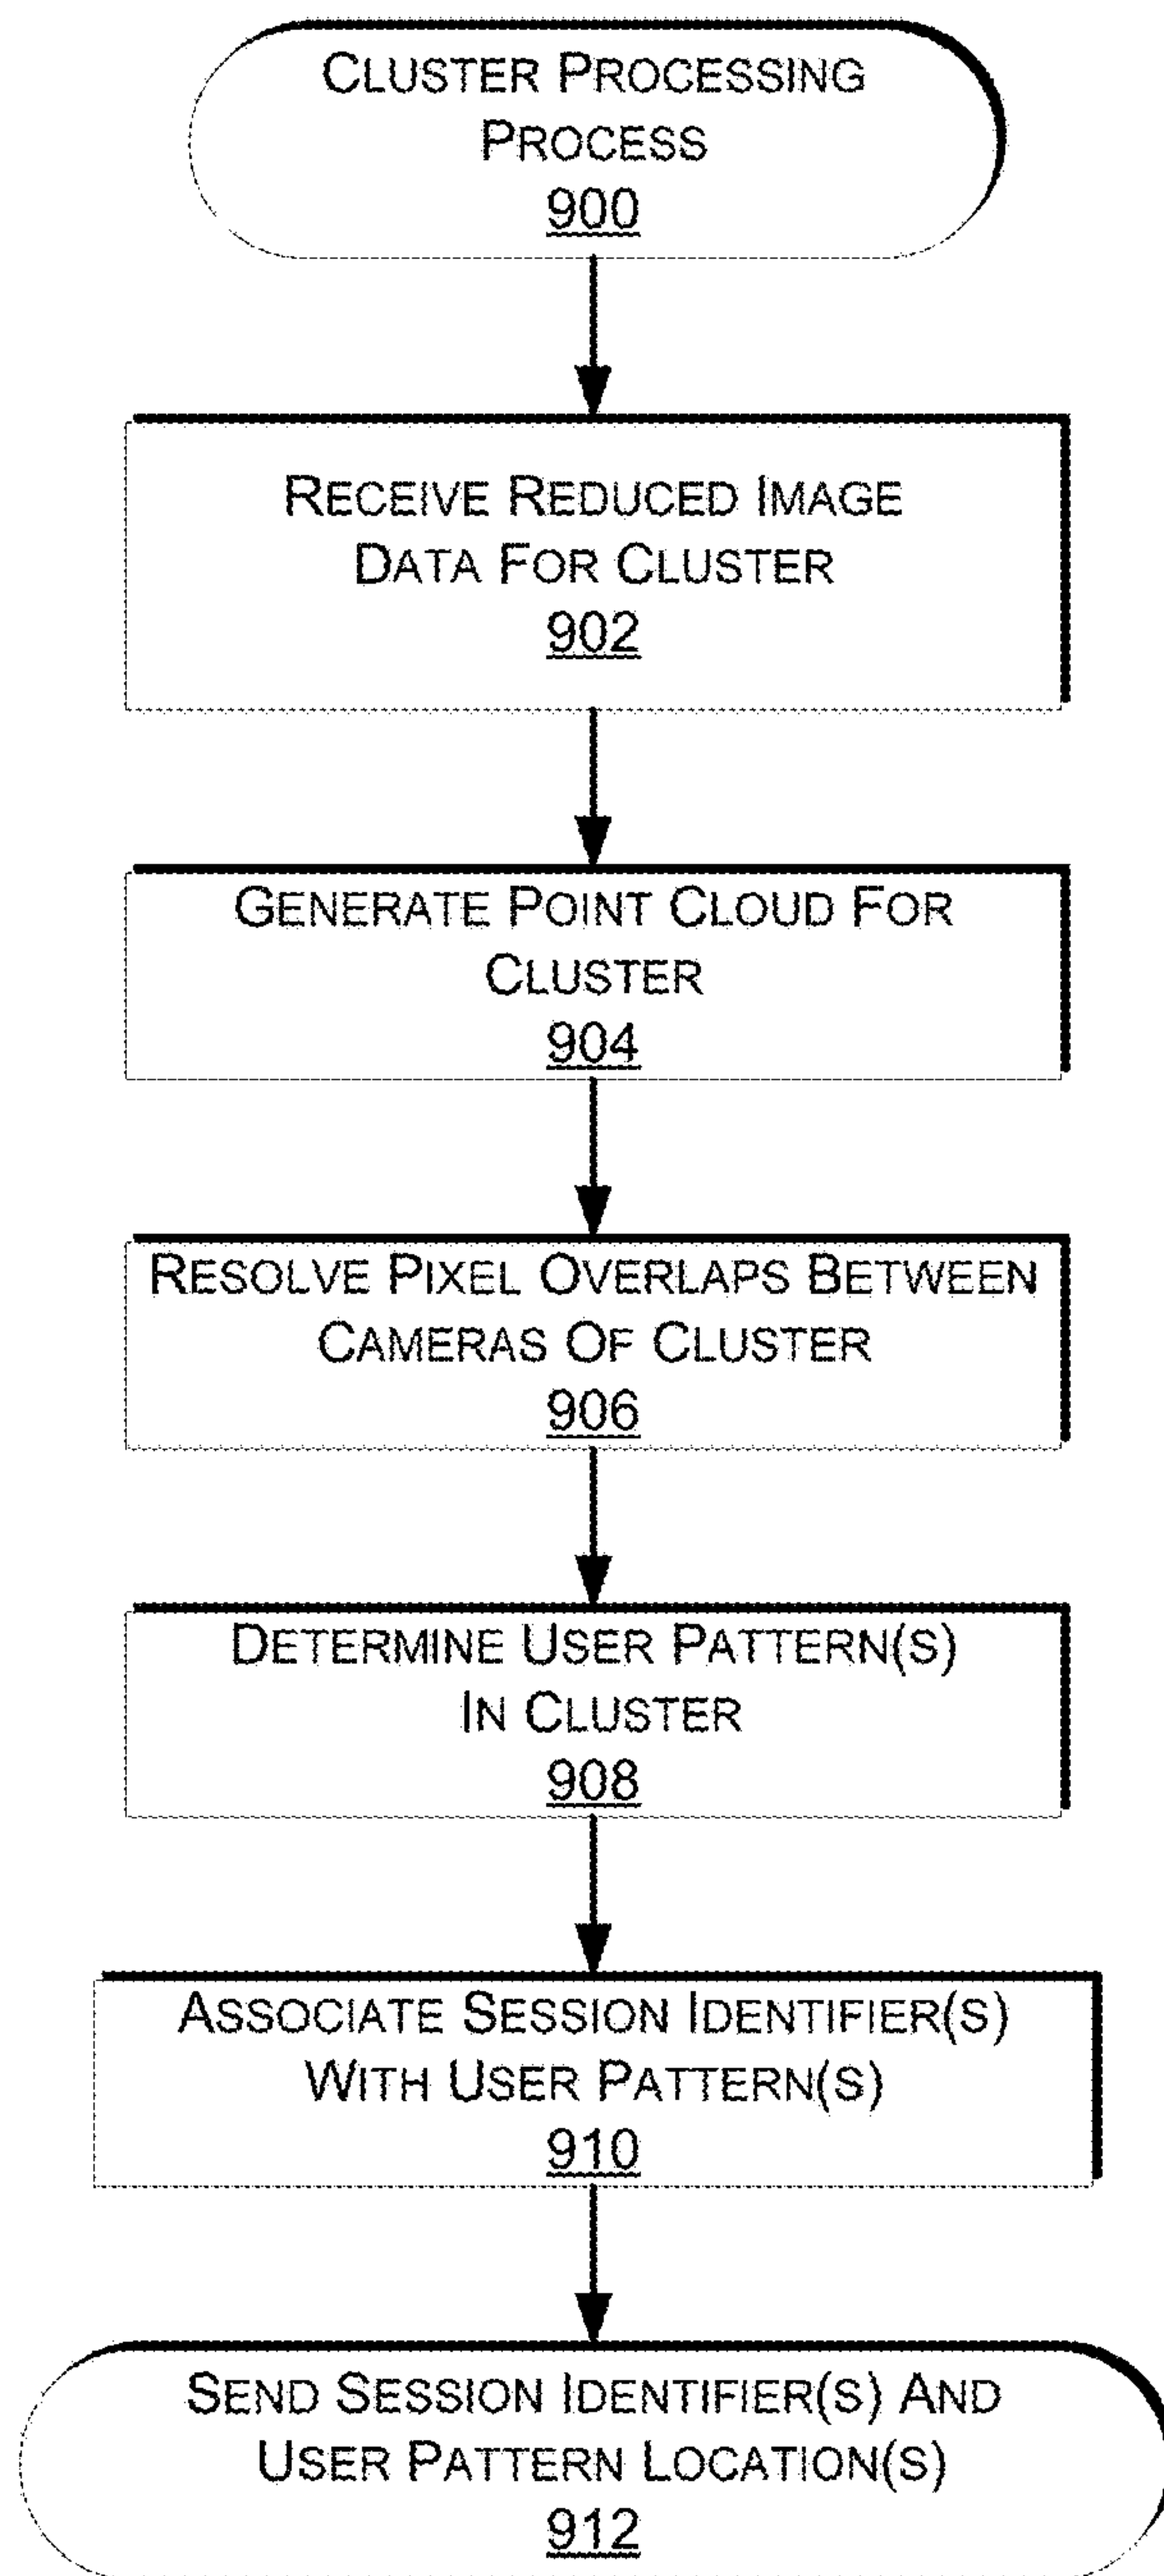 CLUSTER PROCESSING
PROCESS
900
RECEIVE REDUCED IMAGE
DATA FOR CLUSTER
902
GENERATE POINT CLOUD FOR
CLUSTER
904
RESOLVE PIXEL OVERLAPS BETWEEN
CAMERAS OF CLUSTER
906
DETERMINE USER PATTERN(S)
IN CLUSTER
908
ASSOCIATE SESSION IDENTIFIER(S)
WITH USER PATTERN(S)
910
SEND SESSION IDENTIFIER(S) AND
USER PATTERN LOCATION(S)
912